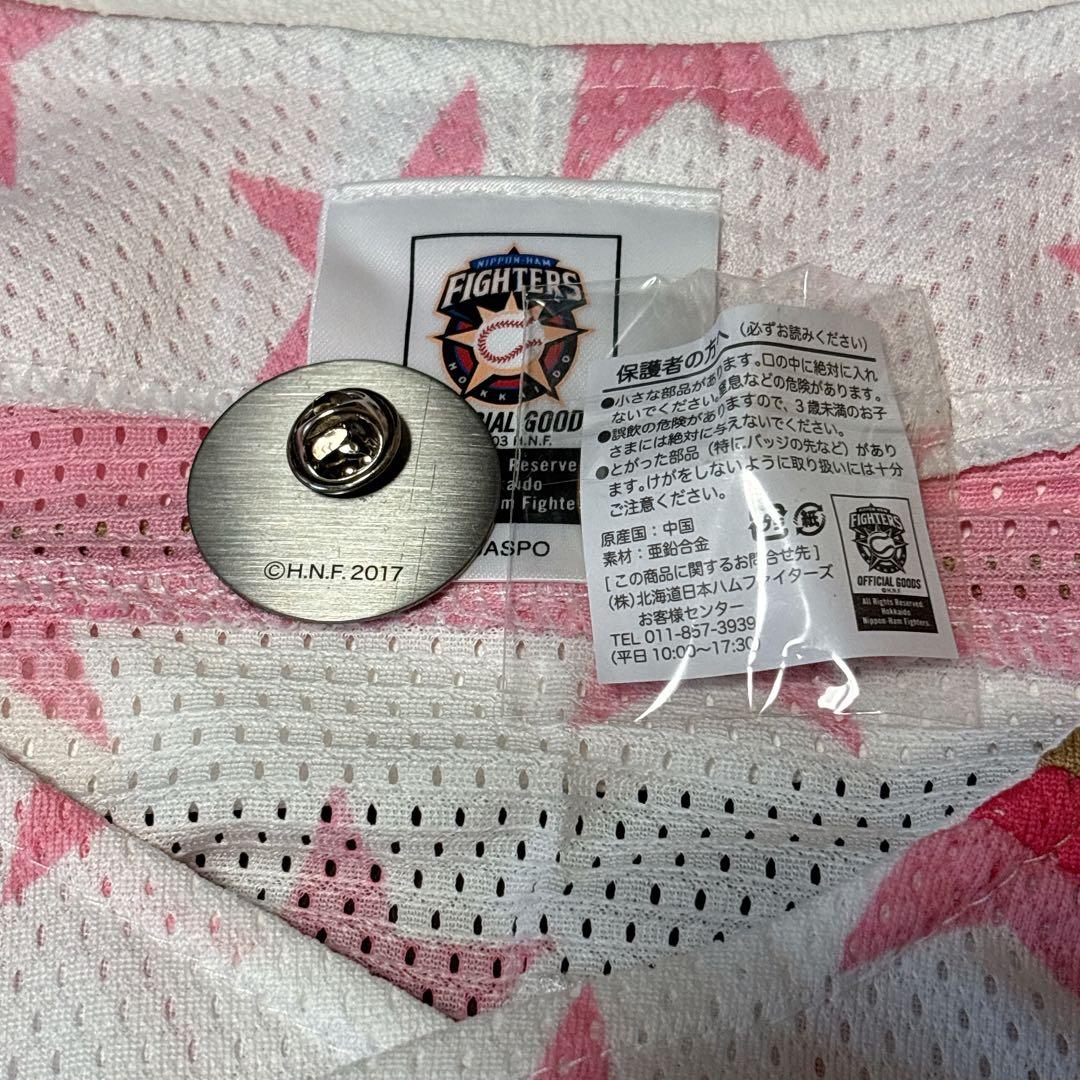 NIPPON-HAM
FIGHTERS
HOKKAIDO
IAL GOOD
03 H.N.F.
Reserve
kaido
m Fighte
ASPO
©H.N.F. 2017
保護者の方へ(必ずお読みください)
●小さな部品があります。口の中に絶対に入れ
ないでください。窒息などの危険があります。
●誤飲の危険がありますので、3歳未満のお子
さまには絶対に与えないでください。
●とがった部品(特にバッジの先など)があり
ます。けがをしないように取り扱いには十分
ご注意ください。
原産国:中国
素材:亜鉛合金
[この商品に関するお問合せ先]
(株)北海道日本ハムファイターズ
お客様センター
TEL 011-857-3939
(平日 10:00〜17:30)
プラ
紙
FIGHTERS
OFFICIAL GOODS
©H.N.F
All Rights Reserved
Hokkaido
Nippon-Ham Fighters.